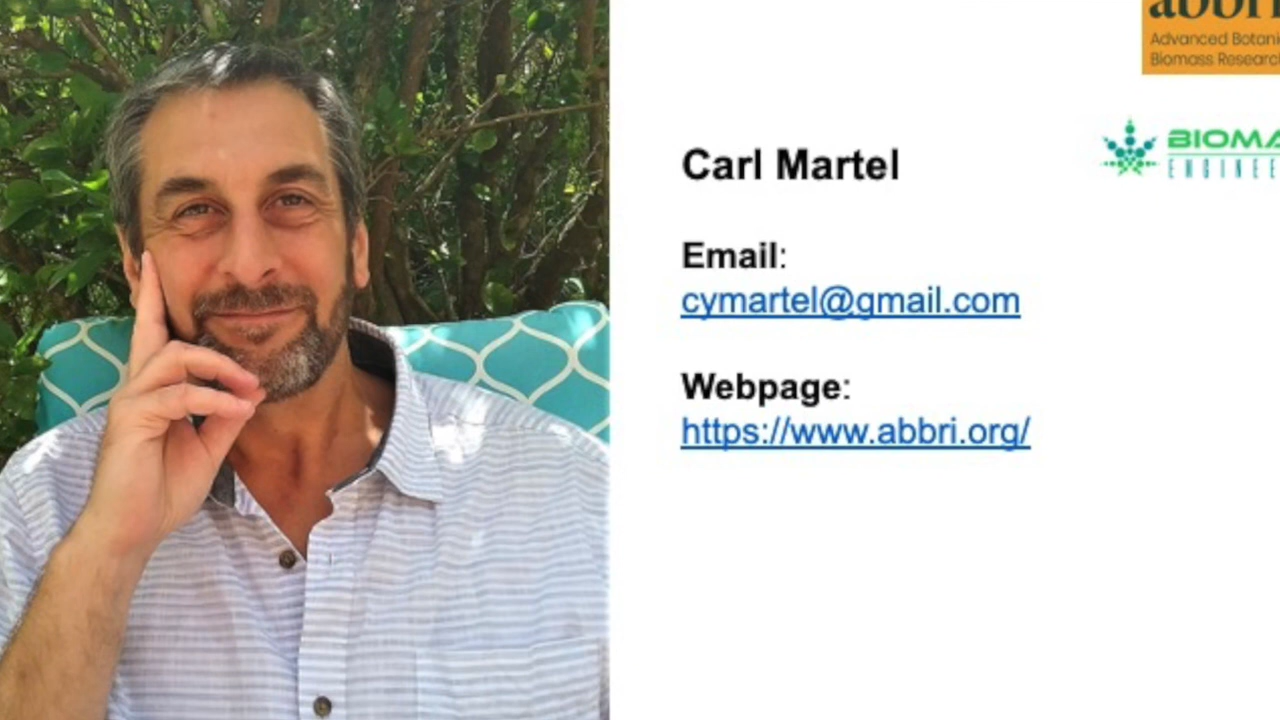 Advanced Botani
Biomass Researc
Carl Martel
BIOMA
ENGINEE
Email:
cymartel@gmail.com
Webpage:
https://www.abbri.org/